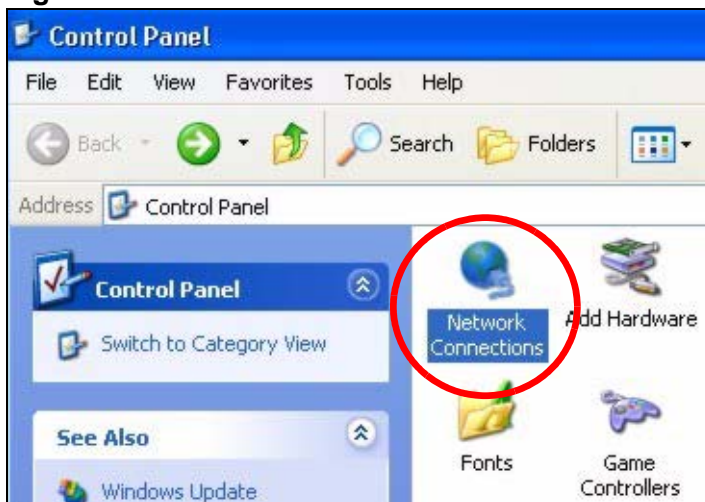 Control Panel
File Edit View Favorites Tools Help
Back Search Folders
Address Control Panel
Control Panel
Switch to Category View
See Also
Windows Update
Network
Connections
Add Hardware
Fonts
Game
Controllers